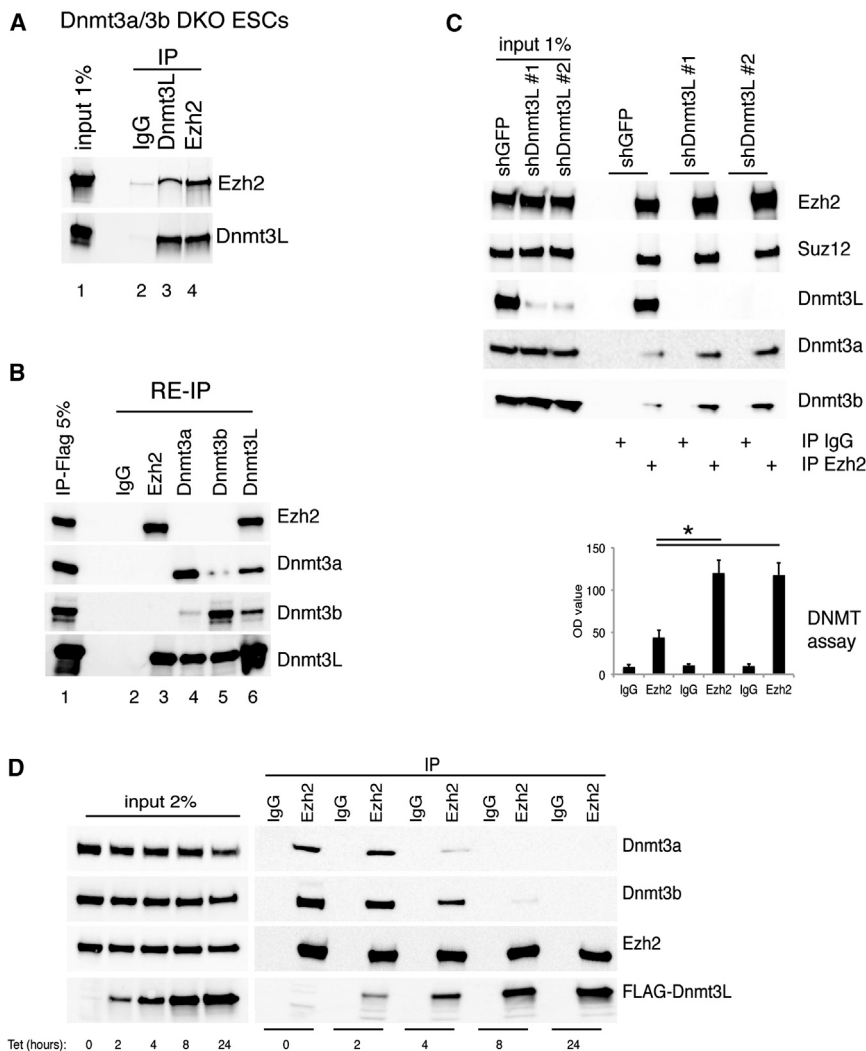 A
Dnmt3a/3b DKO ESCs
IP
input 1%
IgG
Dnmt3L
Ezh2
Ezh2
Dnmt3L
1 2 3 4
B
RE-IP
IP-Flag 5%
IgG
Ezh2
Dnmt3a
Dnmt3b
Dnmt3L
Ezh2
Dnmt3a
Dnmt3b
Dnmt3L
1 2 3 4 5 6
C
input 1%
shGFP
shDnmt3L #1
shDnmt3L #2
shGFP
shDnmt3L #1
shDnmt3L #2
Ezh2
Suz12
Dnmt3L
Dnmt3a
Dnmt3b
+ + + IP IgG
+ + + IP Ezh2
*
150
100
50
0
OD value
IgG Ezh2 IgG Ezh2 IgG Ezh2
DNMT
assay
D
input 2%
IP
IgG Ezh2 IgG Ezh2 IgG Ezh2 IgG Ezh2 IgG Ezh2
Dnmt3a
Dnmt3b
Ezh2
FLAG-Dnmt3L
Tet (hours): 0 2 4 8 24 0 2 4 8 24